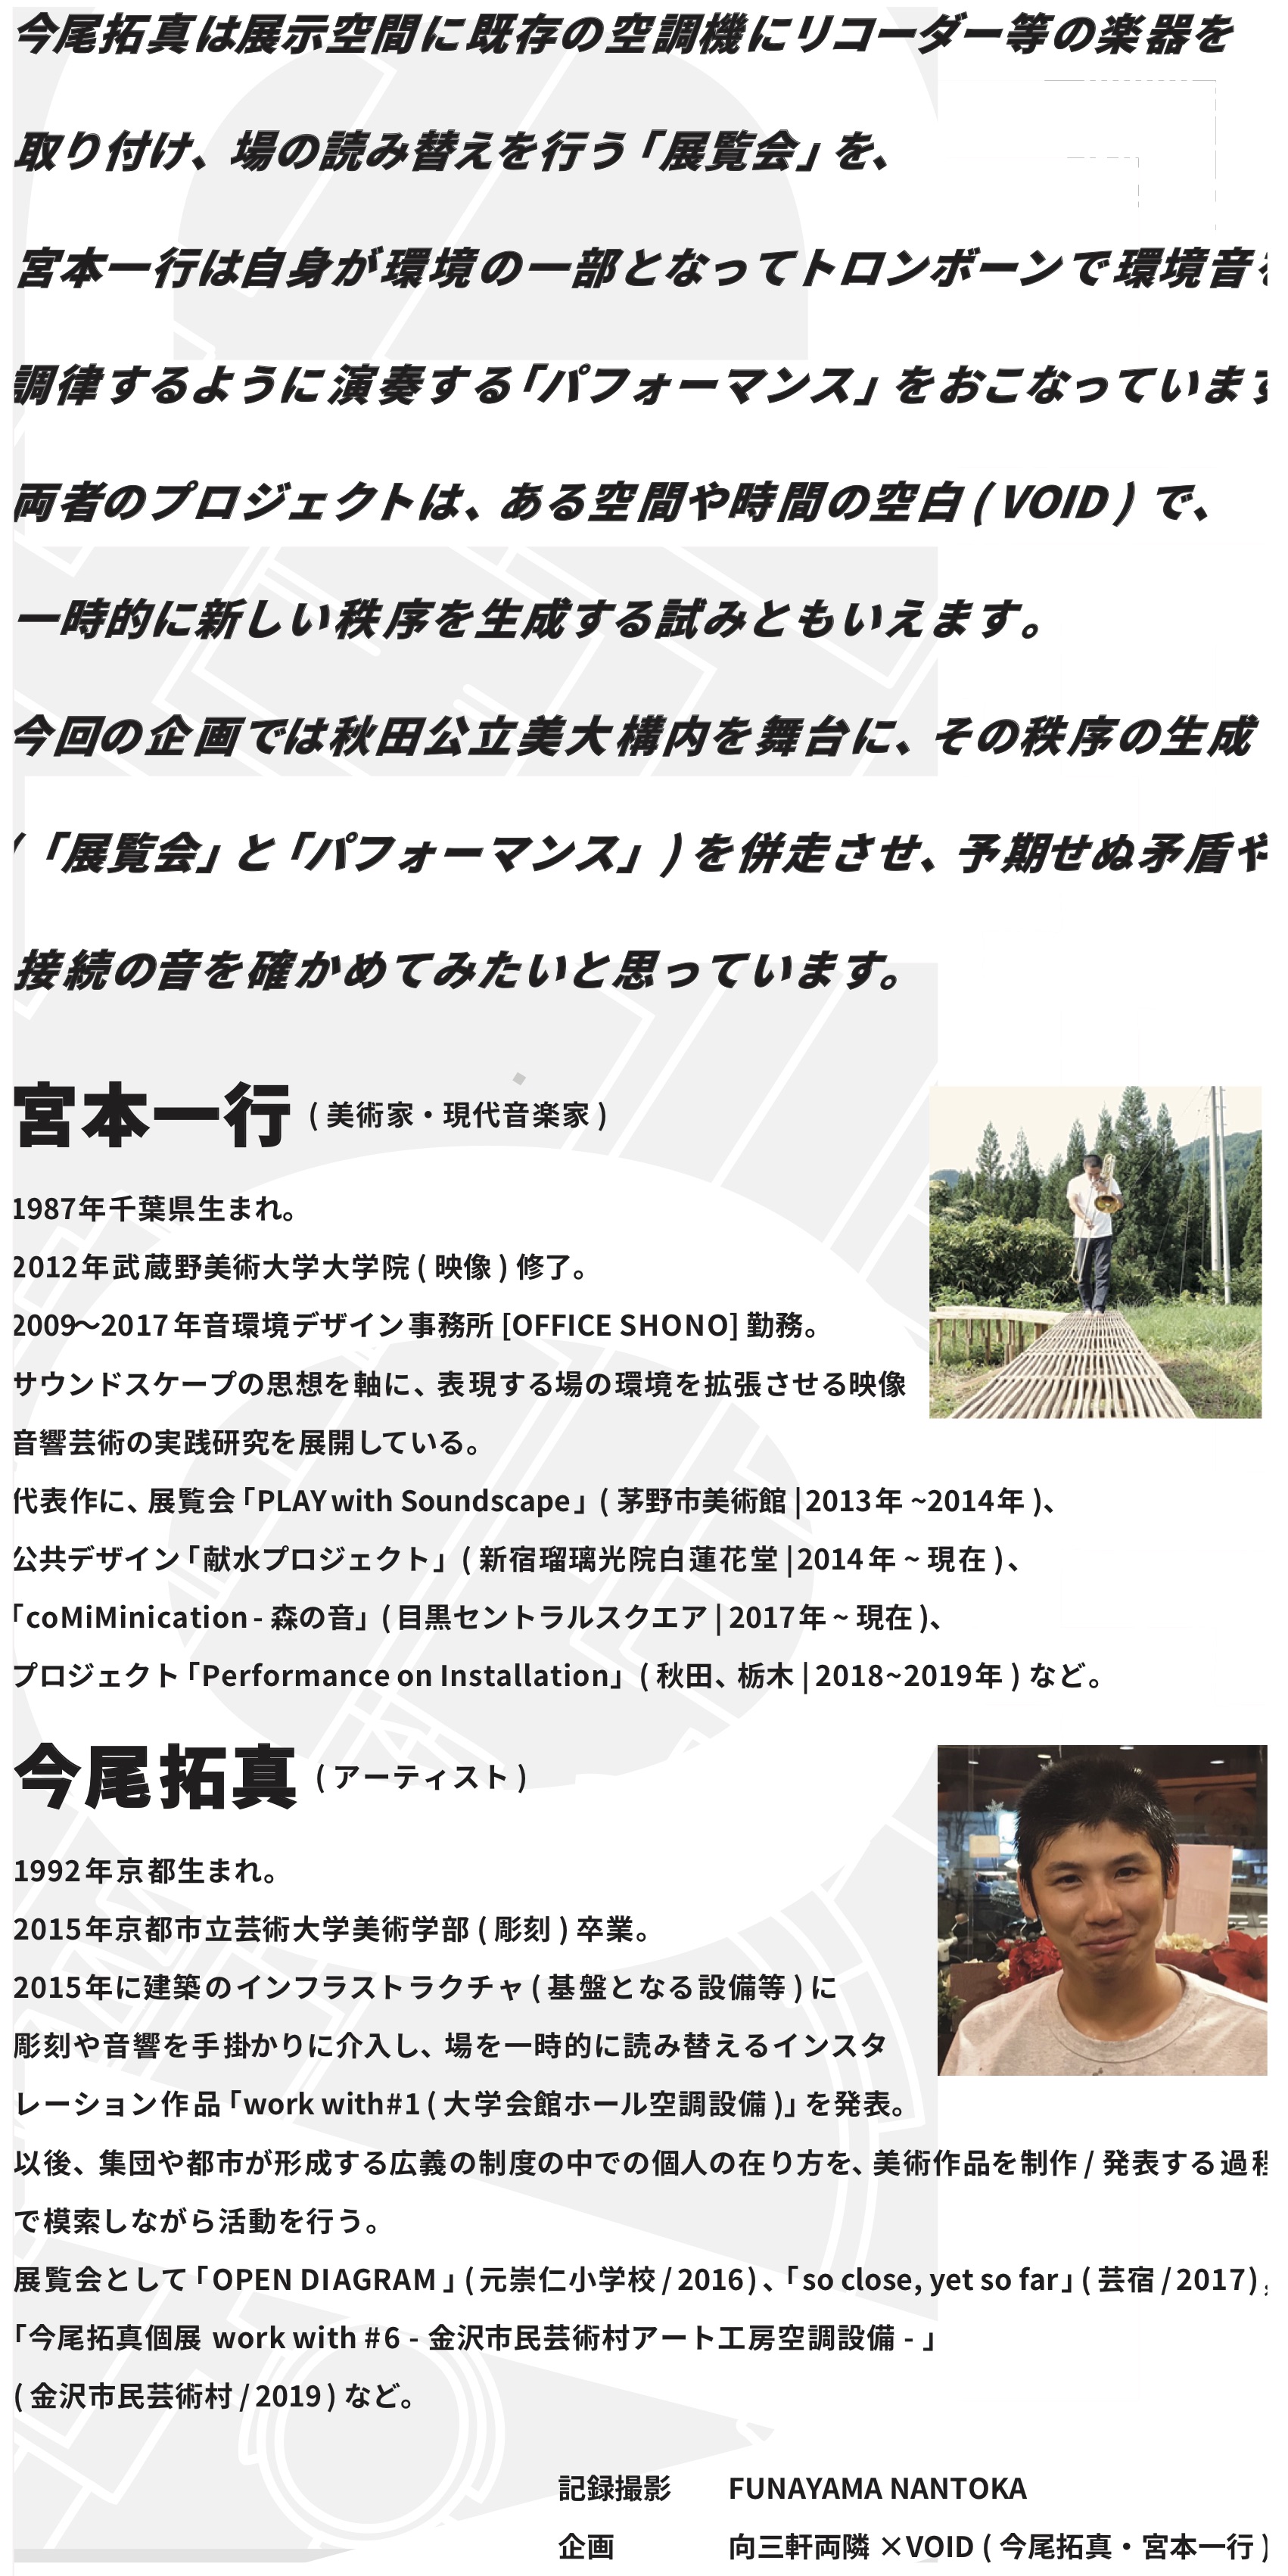 今尾拓真は展示空間に既存の空調機にリコーダー等の楽器を
取り付け、場の読み替えを行う「展覧会」を、
宮本一行は自身が環境の一部となってトロンボーンで環境音を
調律するように演奏する「パフォーマンス」をおこなっています
両者のプロジェクトは、ある空間や時間の空白 ( VOID ) で、
一時的に新しい秩序を生成する試みともいえます。
今回の企画では秋田公立美大構内を舞台に、その秩序の生成
(「展覧会」と「パフォーマンス」) を併走させ、予期せぬ矛盾や
接続の音を確かめてみたいと思っています。
宮本一行 ( 美術家・現代音楽家 )
1987年千葉県生まれ。
2012年武蔵野美術大学大学院 ( 映像 ) 修了。
2009〜2017年音環境デザイン事務所 [OFFICE SHONO] 勤務。
サウンドスケープの思想を軸に、表現する場の環境を拡張させる映像
音響芸術の実践研究を展開している。
代表作に、展覧会「PLAY with Soundscape」( 茅野市美術館 | 2013年 ~2014年 )、
公共デザイン「献水プロジェクト」( 新宿瑠璃光院白蓮花堂 | 2014年 ~ 現在 )、
「coMiMinication - 森の音」( 目黒セントラルスクエア | 2017年 ~ 現在 )、
プロジェクト「Performance on Installation」( 秋田、栃木 | 2018~2019年 ) など。
今尾拓真 ( アーティスト )
1992年京都生まれ。
2015年京都市立芸術大学美術学部 ( 彫刻 ) 卒業。
2015年に建築のインフラストラクチャ ( 基盤となる設備等 ) に
彫刻や音響を手掛かりに介入し、場を一時的に読み替えるインスタ
レーション作品「work with#1 ( 大学会館ホール空調設備 )」を発表。
以後、集団や都市が形成する広義の制度の中での個人の在り方を、美術作品を制作 / 発表する過程
で模索しながら活動を行う。
展覧会として「OPEN DIAGRAM 」( 元崇仁小学校 / 2016) 、「so close, yet so far」( 芸宿 / 2017) ,
「今尾拓真個展 work with #6 - 金沢市民芸術村アート工房空調設備 - 」
( 金沢市民芸術村 / 2019 ) など。
記録撮影 FUNAYAMA NANTOKA
企画 向三軒両隣 ×VOID ( 今尾拓真・宮本一行 )